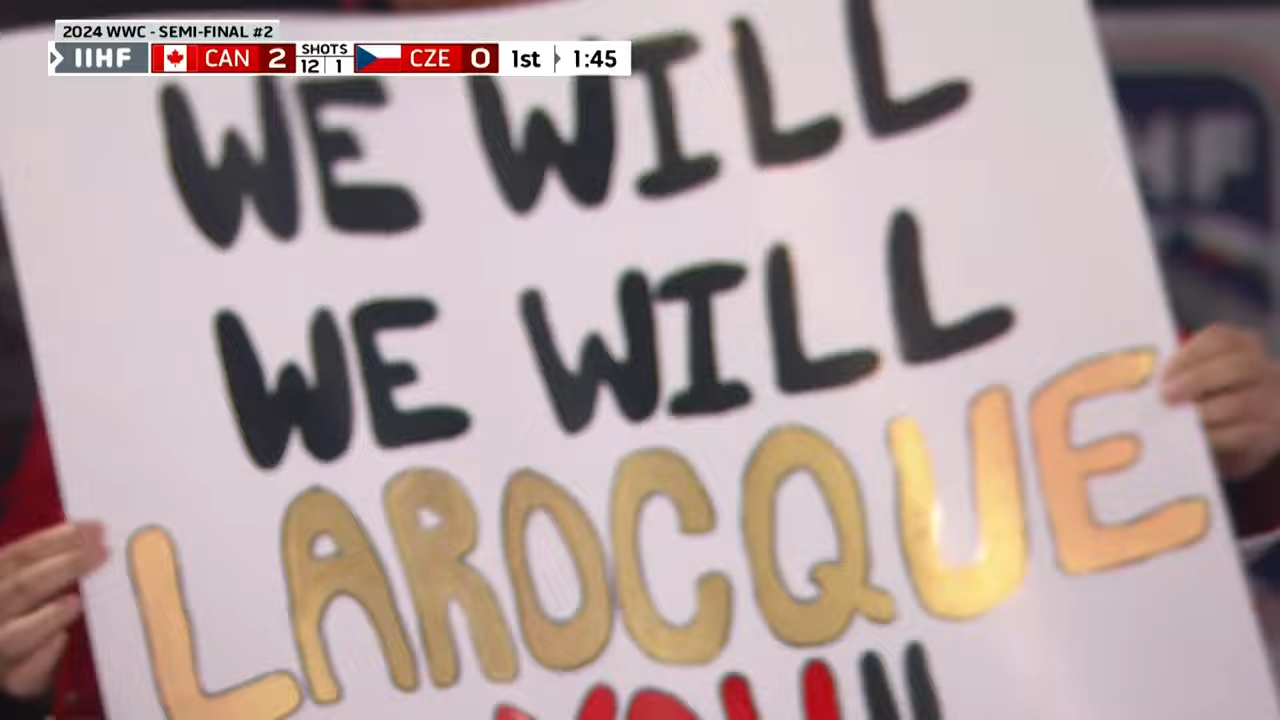 2024 WWC - SEMI-FINAL #2
IIHF CAN 2 SHOTS 12 1 CZE 0 1st 1:45
WE WILL
WE WILL
LAROCQUE
YOU!!